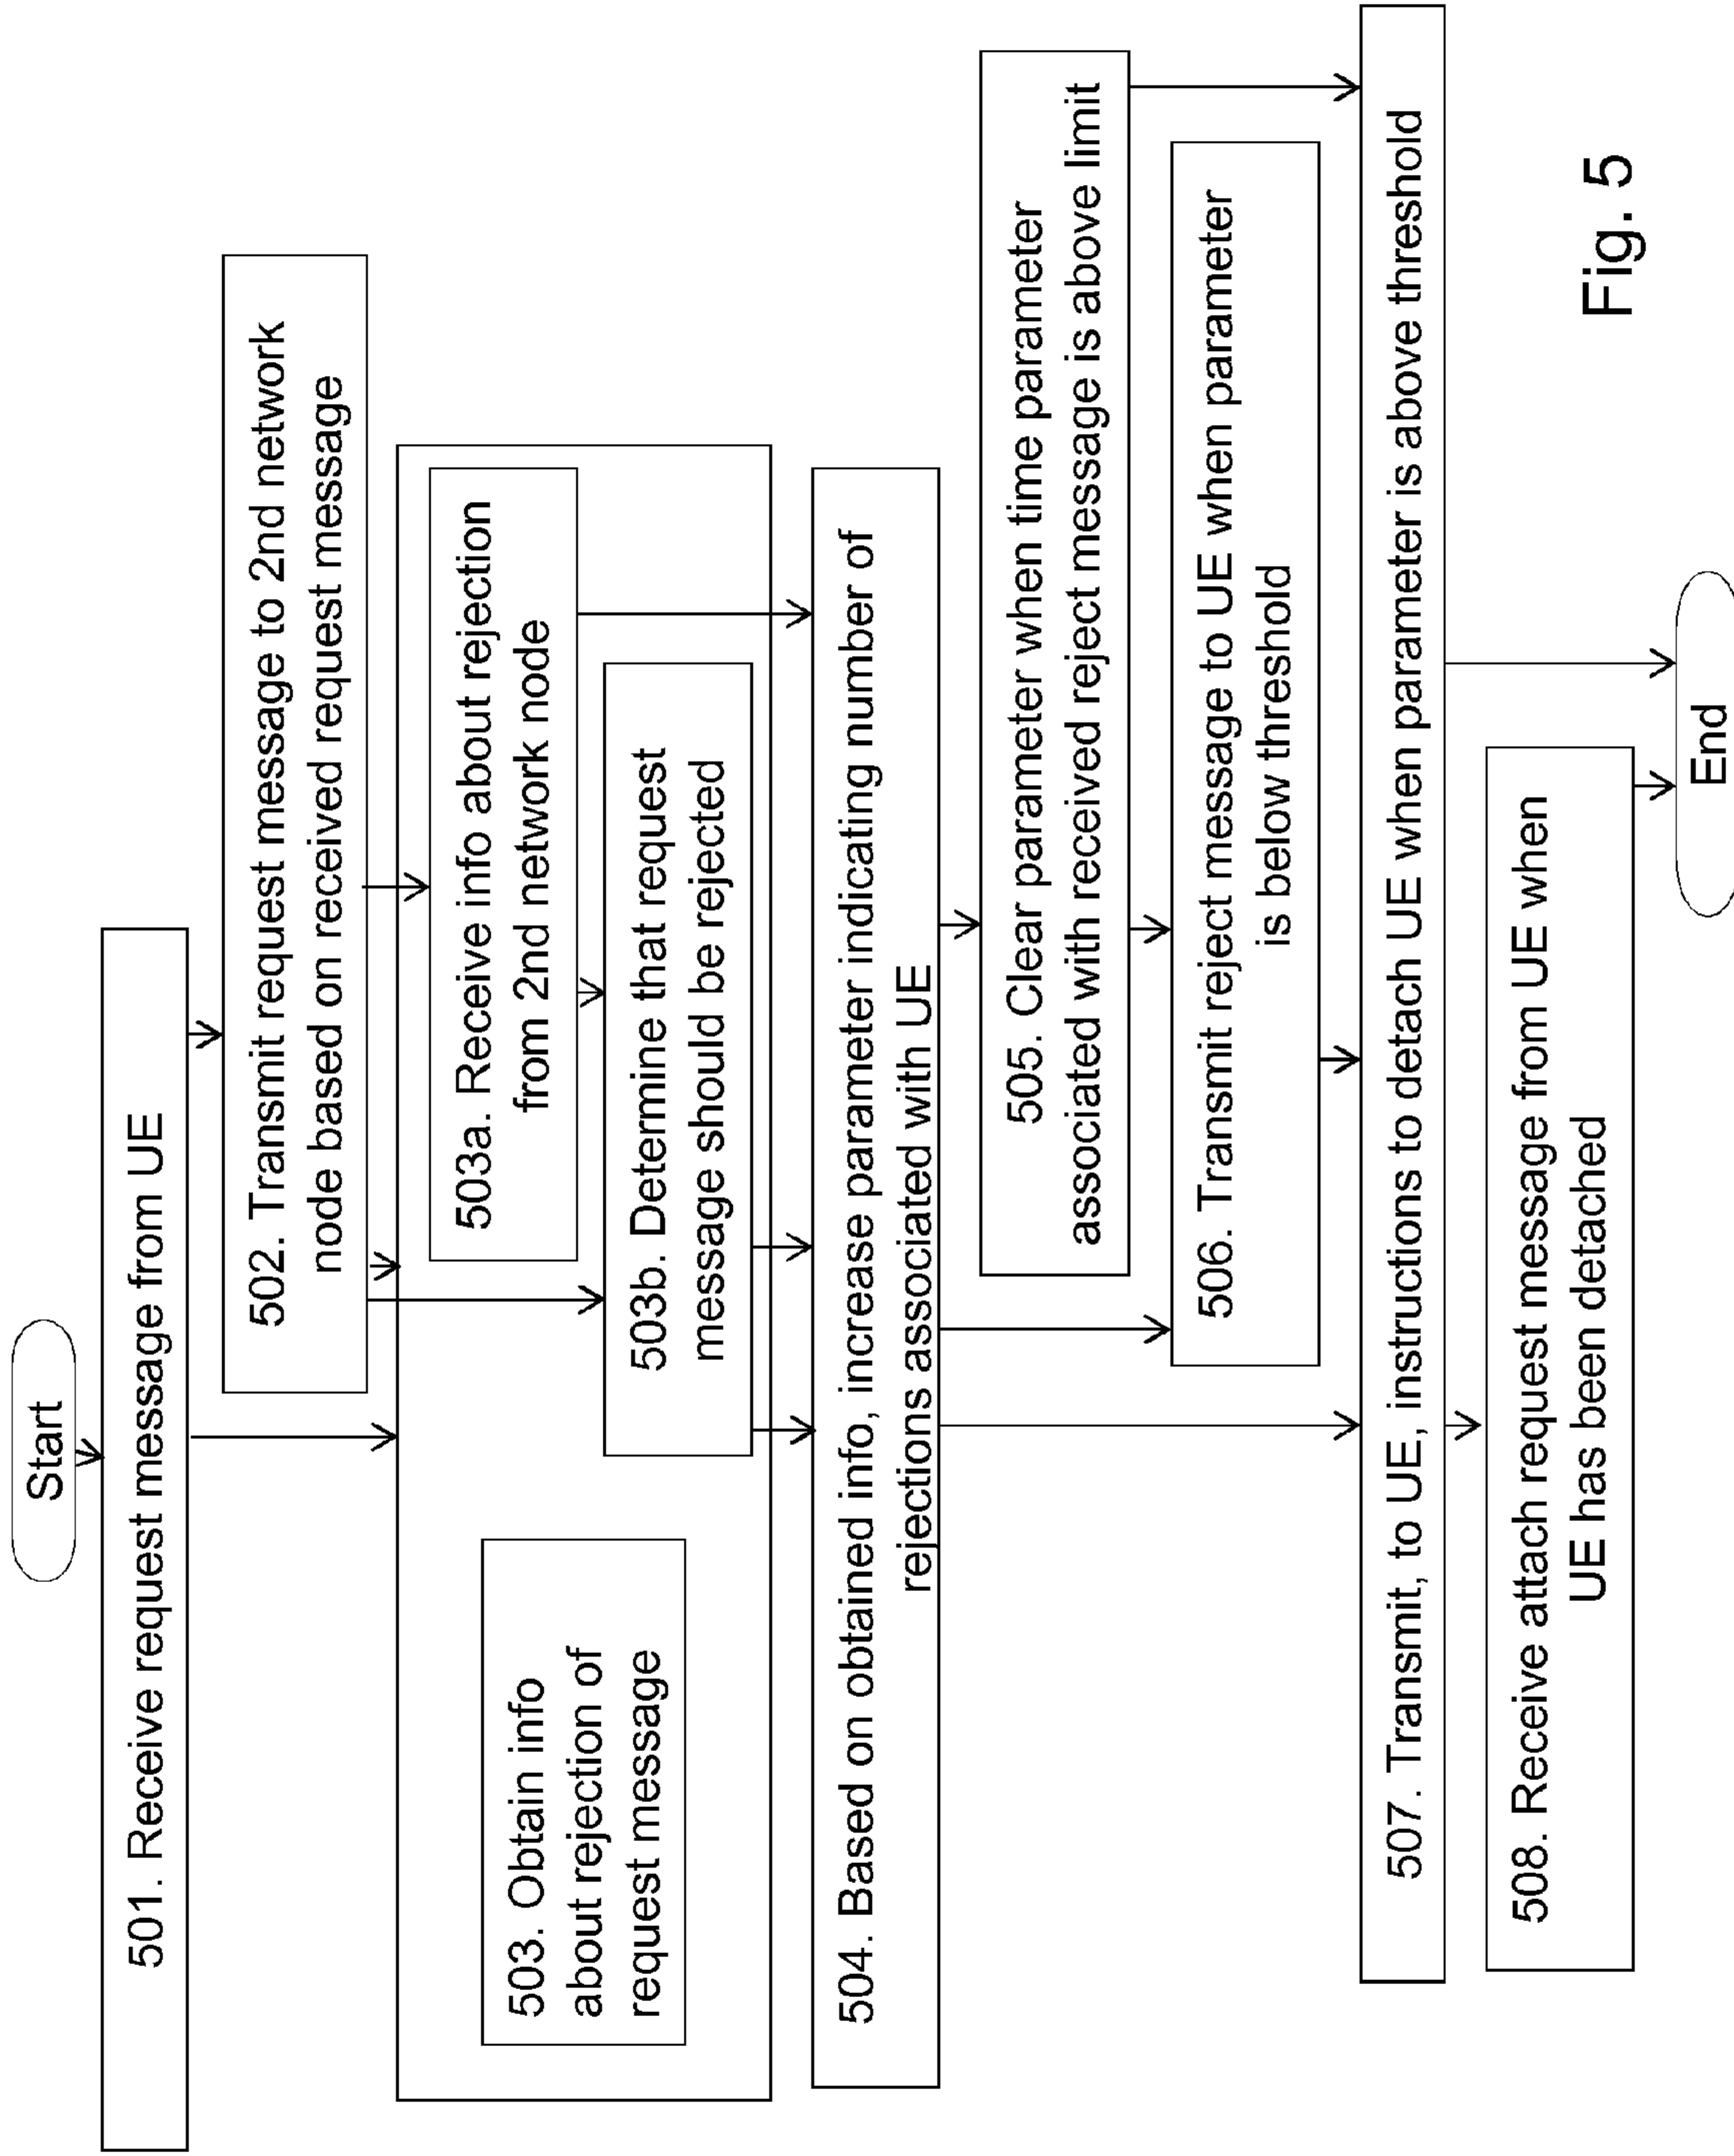 Start
501. Receive request message from UE
502. Transmit request message to 2nd network
node based on received request message
503. Obtain info
about rejection of
request message
503a. Receive info about rejection
from 2nd network node
503b. Determine that request
message should be rejected
504. Based on obtained info, increase parameter indicating number of
rejections associated with UE
505. Clear parameter when time parameter
associated with received reject message is above limit
506. Transmit reject message to UE when parameter
is below threshold
507. Transmit, to UE, instructions to detach UE when parameter is above threshold
508. Receive attach request message from UE when
UE has been detached
End
Fig. 5